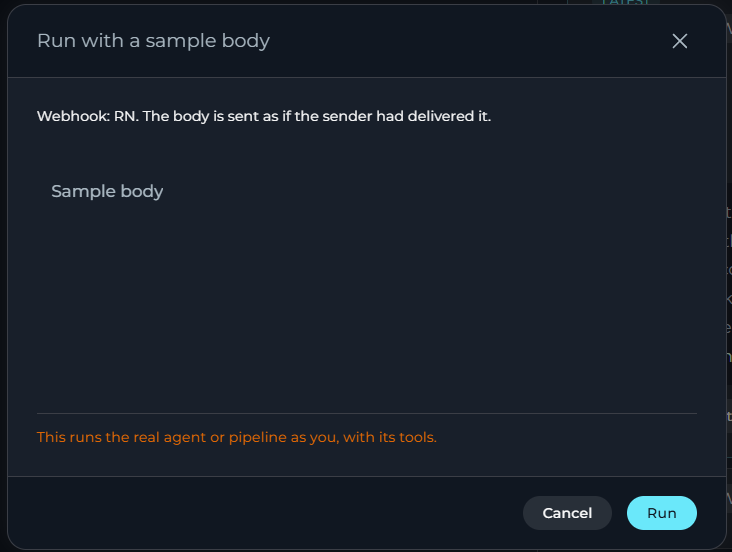 LATEST
Run with a sample body
Webhook: RN. The body is sent as if the sender had delivered it.
Sample body
This runs the real agent or pipeline as you, with its tools.
Cancel
Run